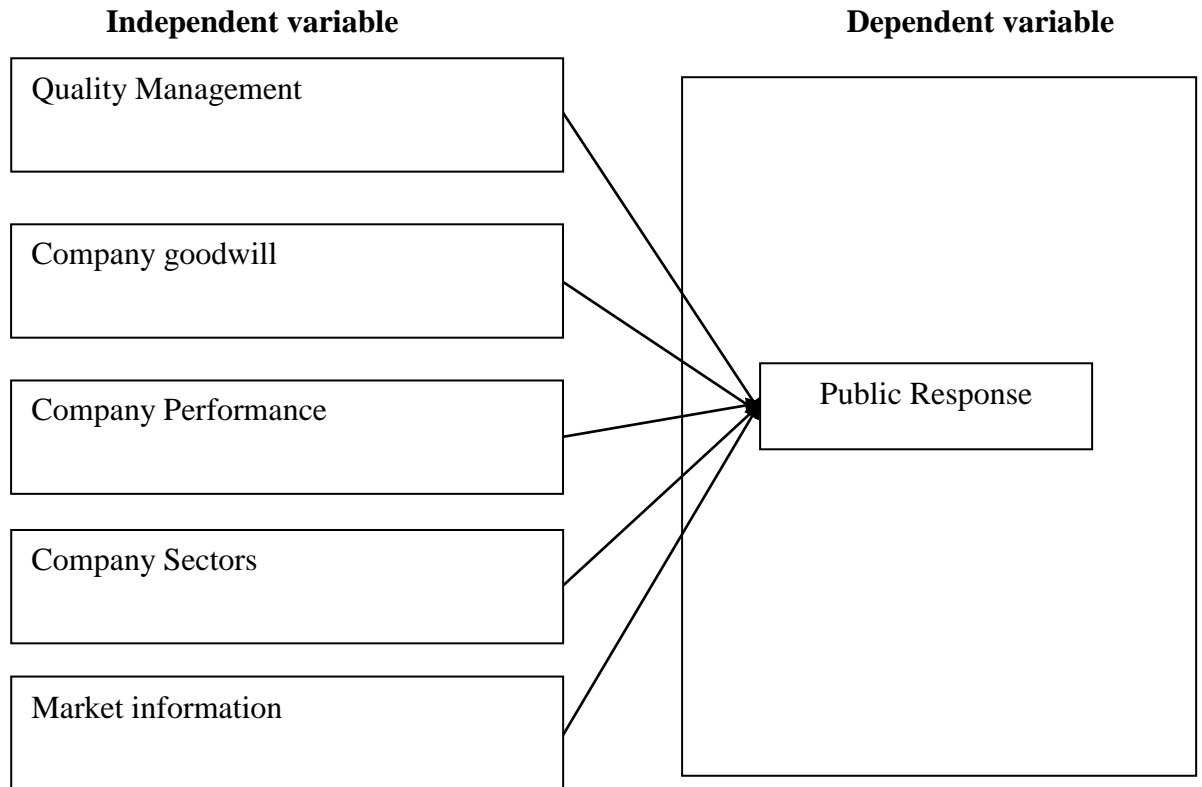 Independent variable
Dependent variable
Quality Management
Company goodwill
Company Performance
Company Sectors
Market information
Public Response